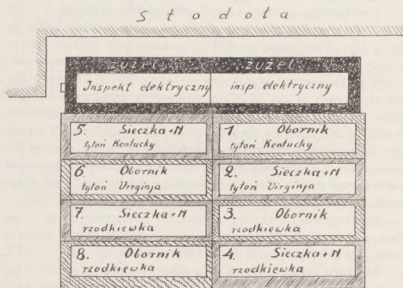 Stodoła
żużel żużel
Inspekt elektryczny insp. elektryczny
5. Sieczka + N 1. Obornik
tytoń Kentucky tytoń Kentucky
6. Obornik 2. Sieczka + N
tytoń Virginja tytoń Virginja
7. Sieczka + N 3. Obornik
rzodkiewka rzodkiewka
8. Obornik 4. Sieczka + N
rzodkiewka rzodkiewka